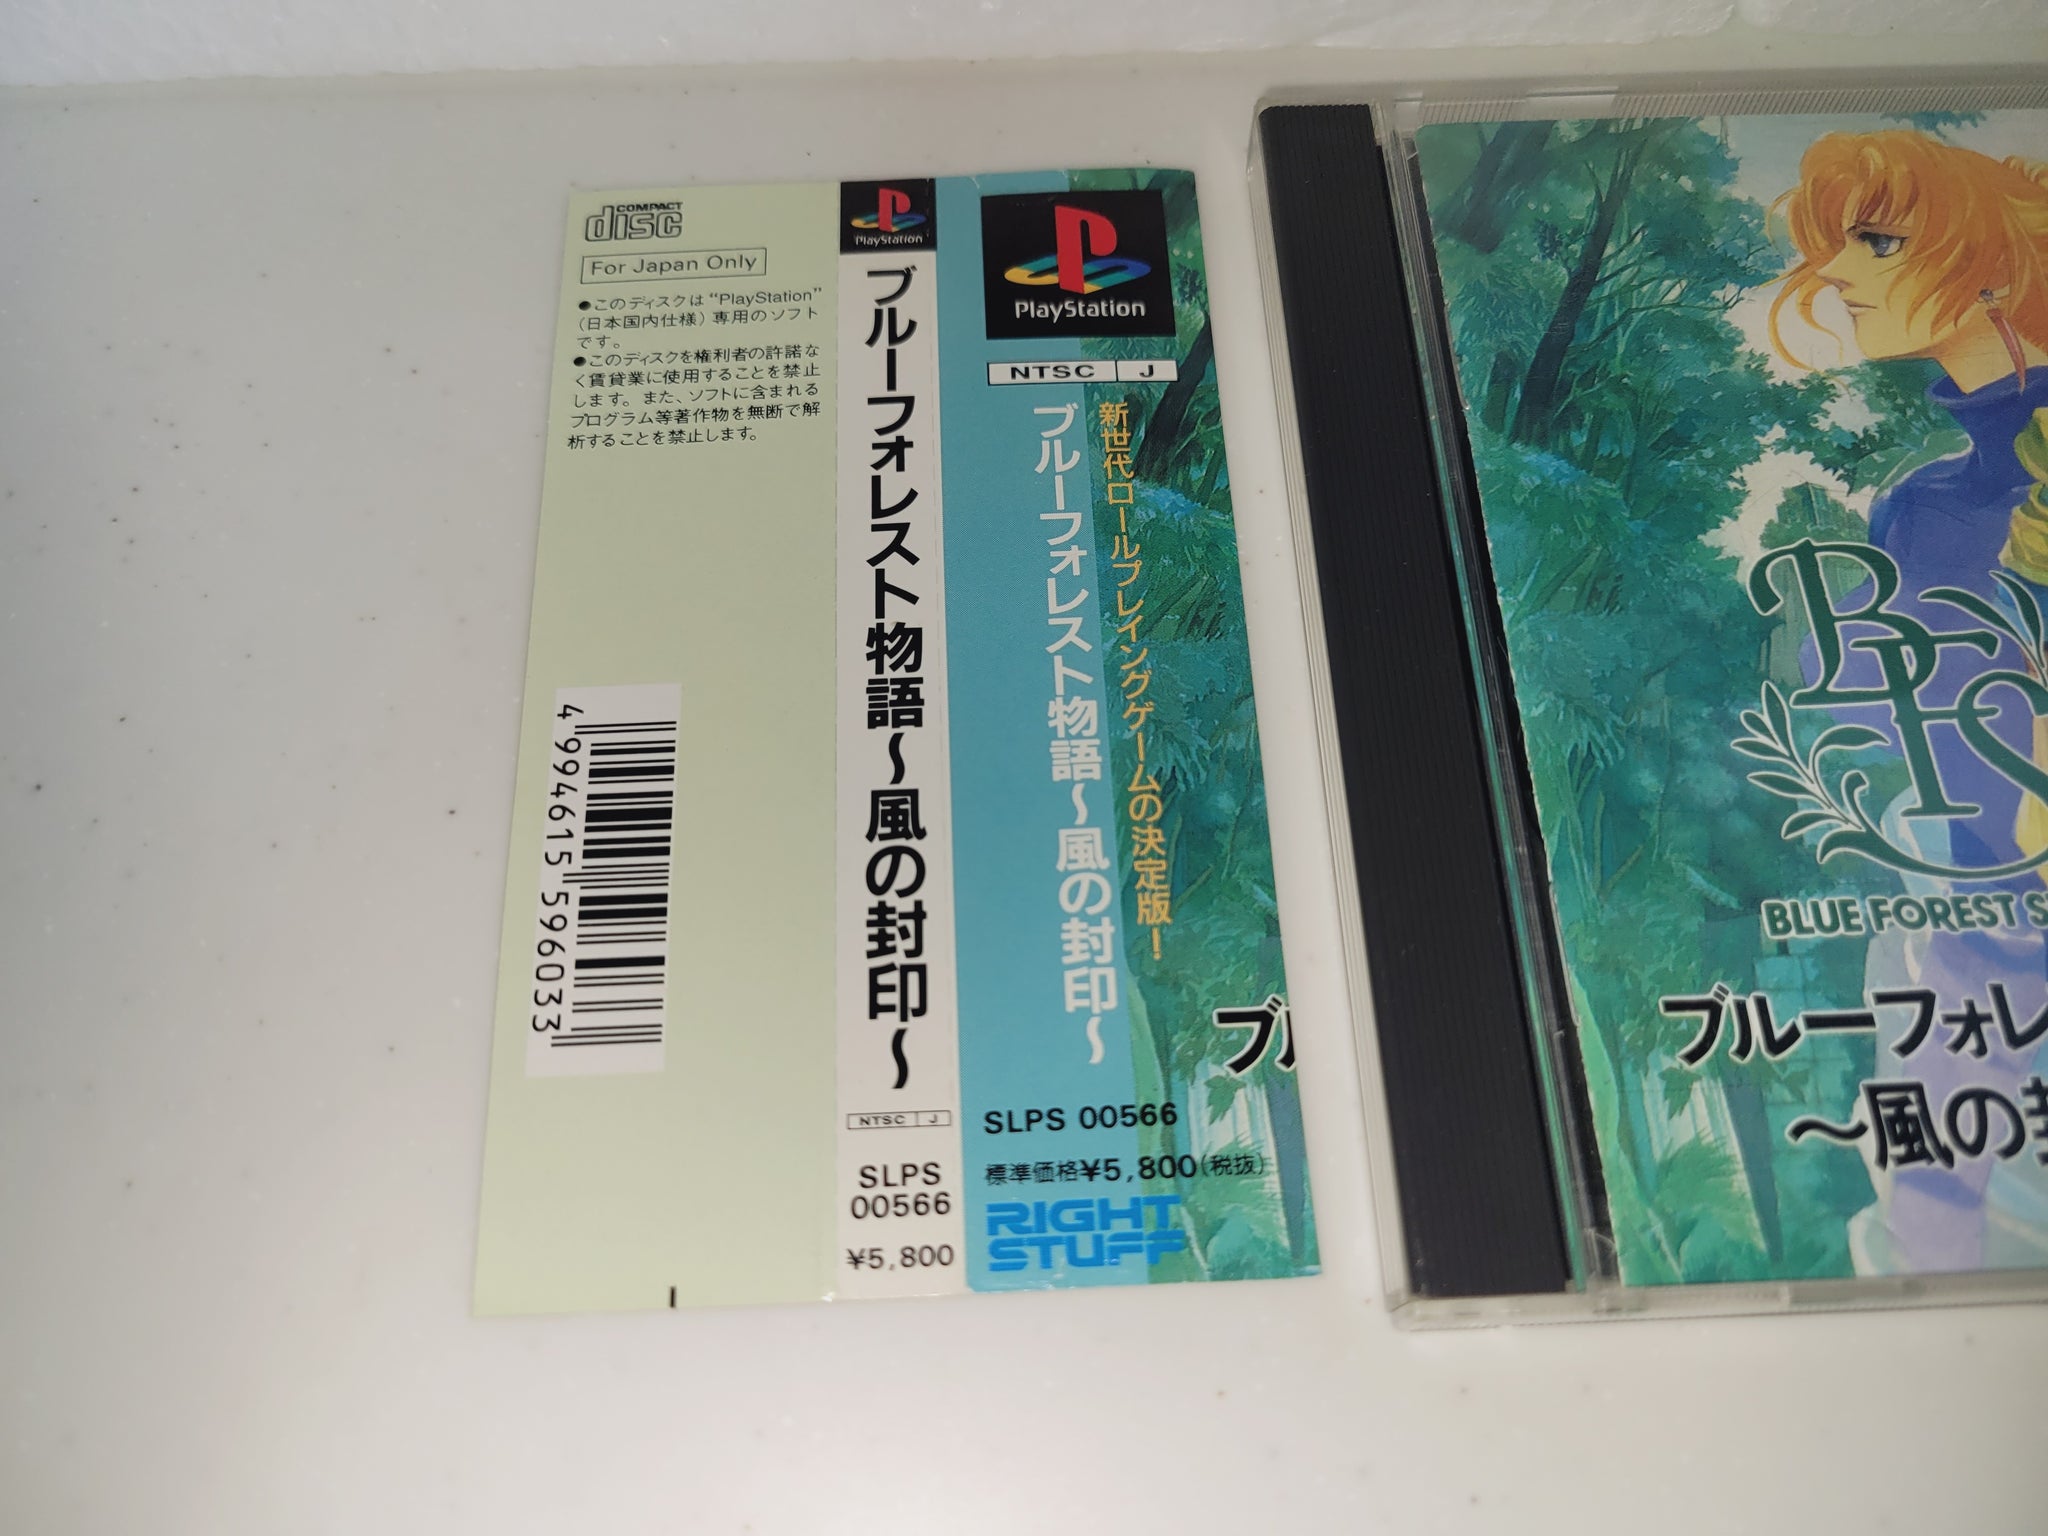 COMPACT
disc
For Japan Only
●このディスクは“PlayStation”
(日本国内仕様)専用のソフト
です。
●このディスクを権利者の許諾な
く賃貸業に使用することを禁止
します。また、ソフトに含まれる
プログラム等著作物を無断で解
析することを禁止します。
4 994615 596033
PlayStation
ブルーフォレスト物語～風の封印～
NTSC J
SLPS
00566
¥5,800
PlayStation
NTSC J
新世代ロールプレイングゲームの決定版!
ブルーフォレスト物語～風の封印～
SLPS 00566
標準価格¥5,800(税抜)
RIGHT
STUFF
ブル
BFS
BLUE FOREST S
ブルーフォレ
～風の封